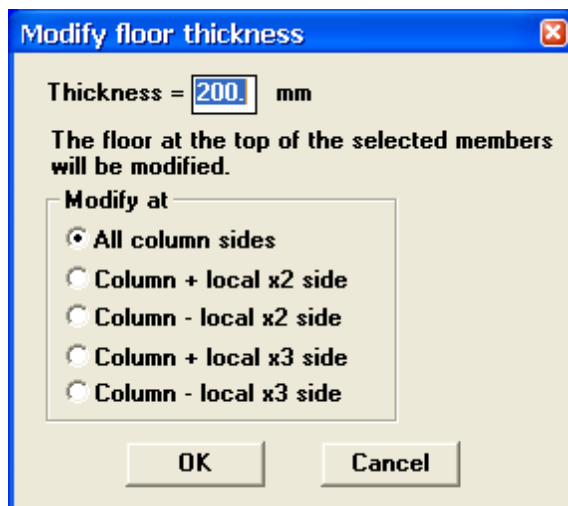 Modify floor thickness
Thickness = 200. mm
The floor at the top of the selected members
will be modified.
Modify at
All column sides
Column + local x2 side
Column - local x2 side
Column + local x3 side
Column - local x3 side
OK Cancel